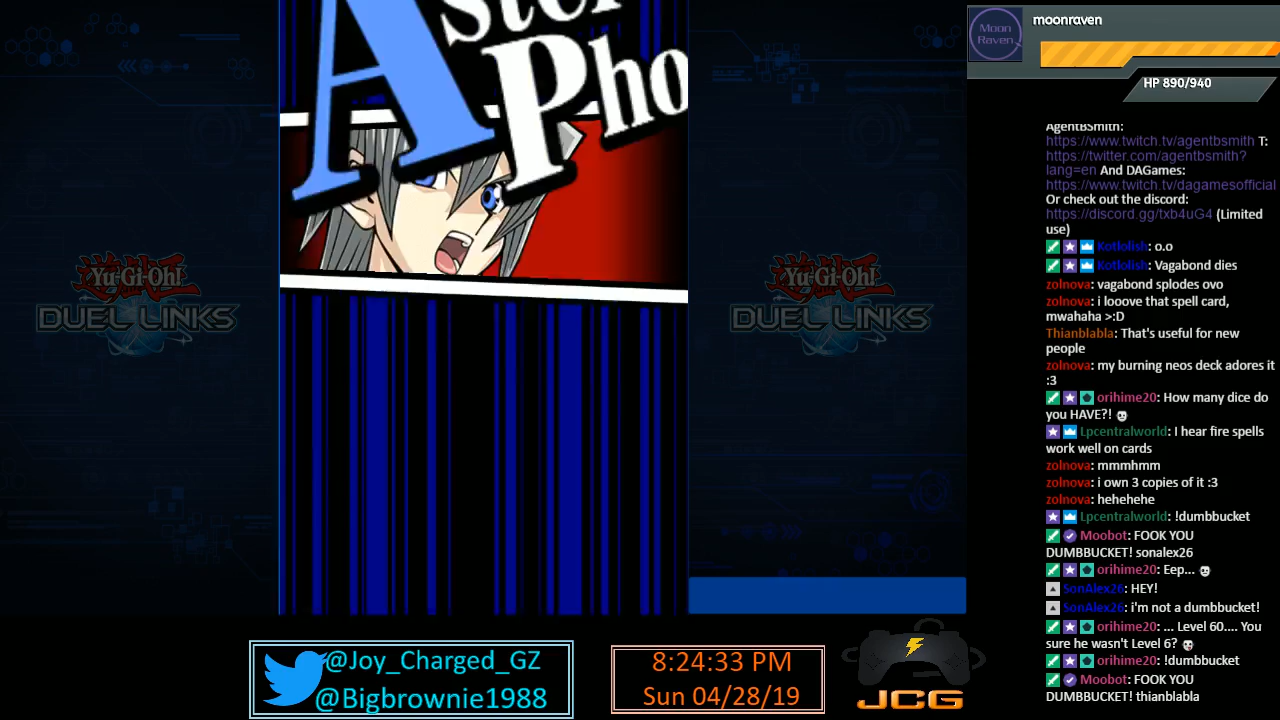 Aster
Pho
Yu-Gi-Oh!
DUEL LINKS
Yu-Gi-Oh!
DUEL LINKS
@Joy_Charged_GZ
@Bigbrownie1988
8:24:33 PM
Sun 04/28/19
JCG
Moon
Raven
moonraven
HP 890/940
AgentBSmith:
https://www.twitch.tv/agentbsmith T:
https://twitter.com/agentbsmith?
lang=en And DAGames:
https://www.twitch.tv/dagamesofficial
Or check out the discord:
https://discord.gg/txb4uG4 (Limited
use)
Kotlolish: o.o
Kotlolish: Vagabond dies
zolnova: vagabond splodes ovo
zolnova: i looove that spell card,
mwahaha >:D
Thianblabla: That's useful for new
people
zolnova: my burning neos deck adores it
:3
orihime20: How many dice do
you HAVE?!
Lpcentralworld: I hear fire spells
work well on cards
zolnova: mmmhmm
zolnova: i own 3 copies of it :3
zolnova: hehehehe
Lpcentralworld: !dumbbucket
Moobot: FOOK YOU
DUMBBUCKET! sonalex26
orihime20: Eep...
SonAlex26: HEY!
SonAlex26: i'm not a dumbbucket!
orihime20: ... Level 60.... You
sure he wasn't Level 6?
orihime20: !dumbbucket
Moobot: FOOK YOU
DUMBBUCKET! thianblabla